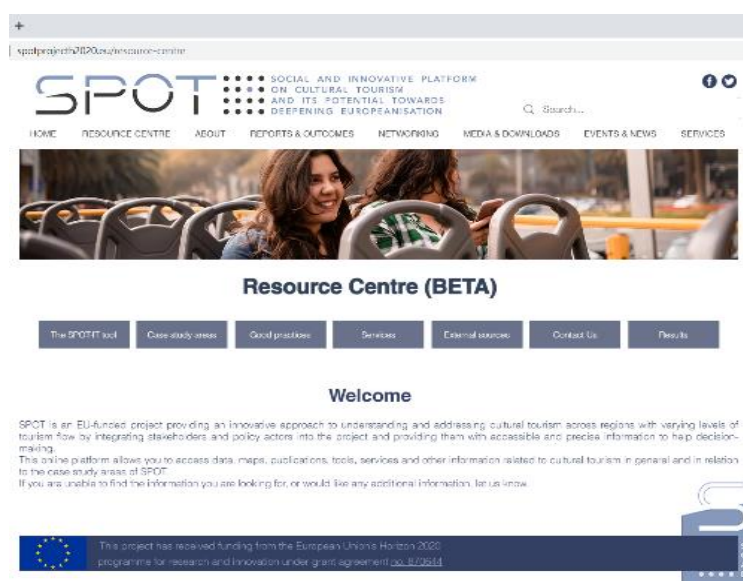 +
spotprojecth2020.eu/resource-centre
SPOT
SOCIAL AND INNOVATIVE PLATFORM
ON CULTURAL TOURISM
AND ITS POTENTIAL TOWARDS
DEEPENING EUROPEANISATION
Search...
HOME RESOURCE CENTRE ABOUT REPORTS & OUTCOMES NETWORKING MEDIA & DOWNLOADS EVENTS & NEWS SERVICES
Resource Centre (BETA)
The SPOT-IT tool Case study areas Good practices Services External sources Contact Us Results
Welcome
SPOT is an EU-funded project providing an innovative approach to understanding and addressing cultural tourism across regions with varying levels of
tourism flow by integrating stakeholders and policy actors into the project and providing them with accessible and precise information to help decision-
making.
This online platform allows you to access data, maps, publications, tools, services and other information related to cultural tourism in general and in relation
to the case study areas of SPOT.
If you are unable to find the information you are looking for, or would like any additional information, let us know.
This project has received funding from the European Union's Horizon 2020
programme for research and innovation under grant agreement no. 870644